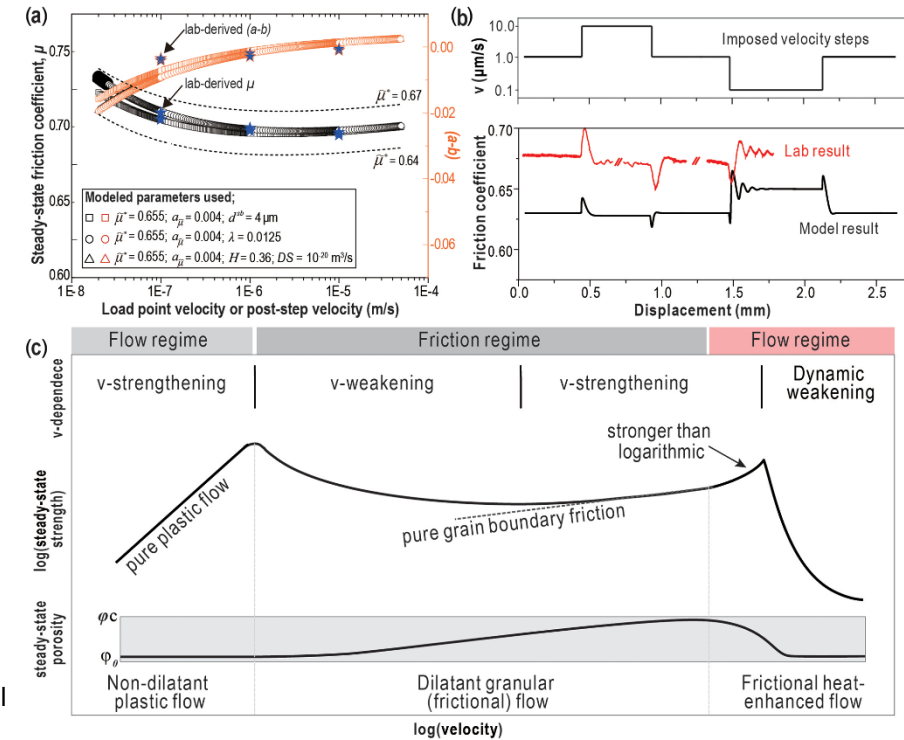 (a)
0.75
0.70
0.65
0.60
Steady-state friction coefficient, μ
lab-derived (a-b)
lab-derived μ
μ̃* = 0.67
μ̃* = 0.64
Modeled parameters used;
μ̃* = 0.655; aμ̃ = 0.004; dsb = 4 μm
μ̃* = 0.655; aμ̃ = 0.004; λ = 0.0125
μ̃* = 0.655; aμ̃ = 0.004; H = 0.36; DS = 10-20 m3/s
0.00
-0.02
-0.04
-0.06
(a-b)
1E-8 1E-7 1E-6 1E-5 1E-4
Load point velocity or post-step velocity (m/s)
(b)
v (μm/s)
10.0
1.0
0.1
Imposed velocity steps
Friction coefficient
0.70
0.65
0.60
Lab result
Model result
0.0 0.5 1.0 1.5 2.0 2.5
Displacement (mm)
(c)
Flow regime Friction regime Flow regime
v-dependece
v-strengthening v-weakening v-strengthening Dynamic
weakening
log(steady-state
strength)
pure plastic flow
pure grain boundary friction
stronger than
logarithmic
steady-state
porosity
φc
φ0
Non-dilatant
plastic flow
Dilatant granular
(frictional) flow
Frictional heat-
enhanced flow
log(velocity)
l